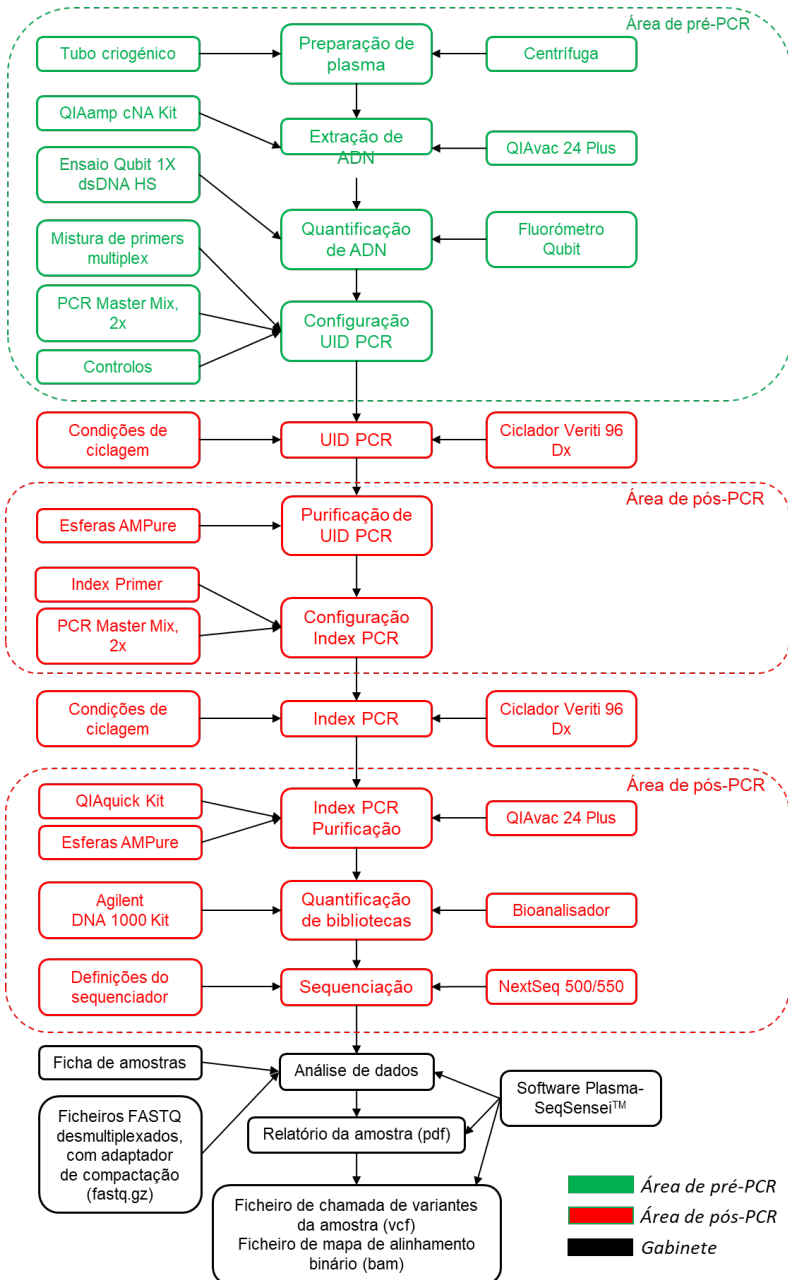 Área de pré-PCR
Tubo criogénico
Preparação de
plasma
Centrífuga
QIAamp cNA Kit
Extração de
ADN
QIAvac 24 Plus
Ensaio Qubit 1X
dsDNA HS
Quantificação
de ADN
Fluorómetro
Qubit
Mistura de primers
multiplex
PCR Master Mix,
2x
Controlos
Configuração
UID PCR
Condições de
ciclagem
UID PCR
Ciclador Veriti 96
Dx
Área de pós-PCR
Esferas AMPure
Purificação de
UID PCR
Index Primer
PCR Master Mix,
2x
Configuração
Index PCR
Condições de
ciclagem
Index PCR
Ciclador Veriti 96
Dx
Área de pós-PCR
QIAquick Kit
Esferas AMPure
Index PCR
Purificação
QIAvac 24 Plus
Agilent
DNA 1000 Kit
Quantificação
de bibliotecas
Bioanalisador
Definições do
sequenciador
Sequenciação
NextSeq 500/550
Ficha de amostras
Análise de dados
Software Plasma-
SeqSensei™
Ficheiros FASTQ
desmultiplexados,
com adaptador
de compactação
(fastq.gz)
Relatório da amostra (pdf)
Ficheiro de chamada de variantes
da amostra (vcf)
Ficheiro de mapa de alinhamento
binário (bam)
Área de pré-PCR
Área de pós-PCR
Gabinete